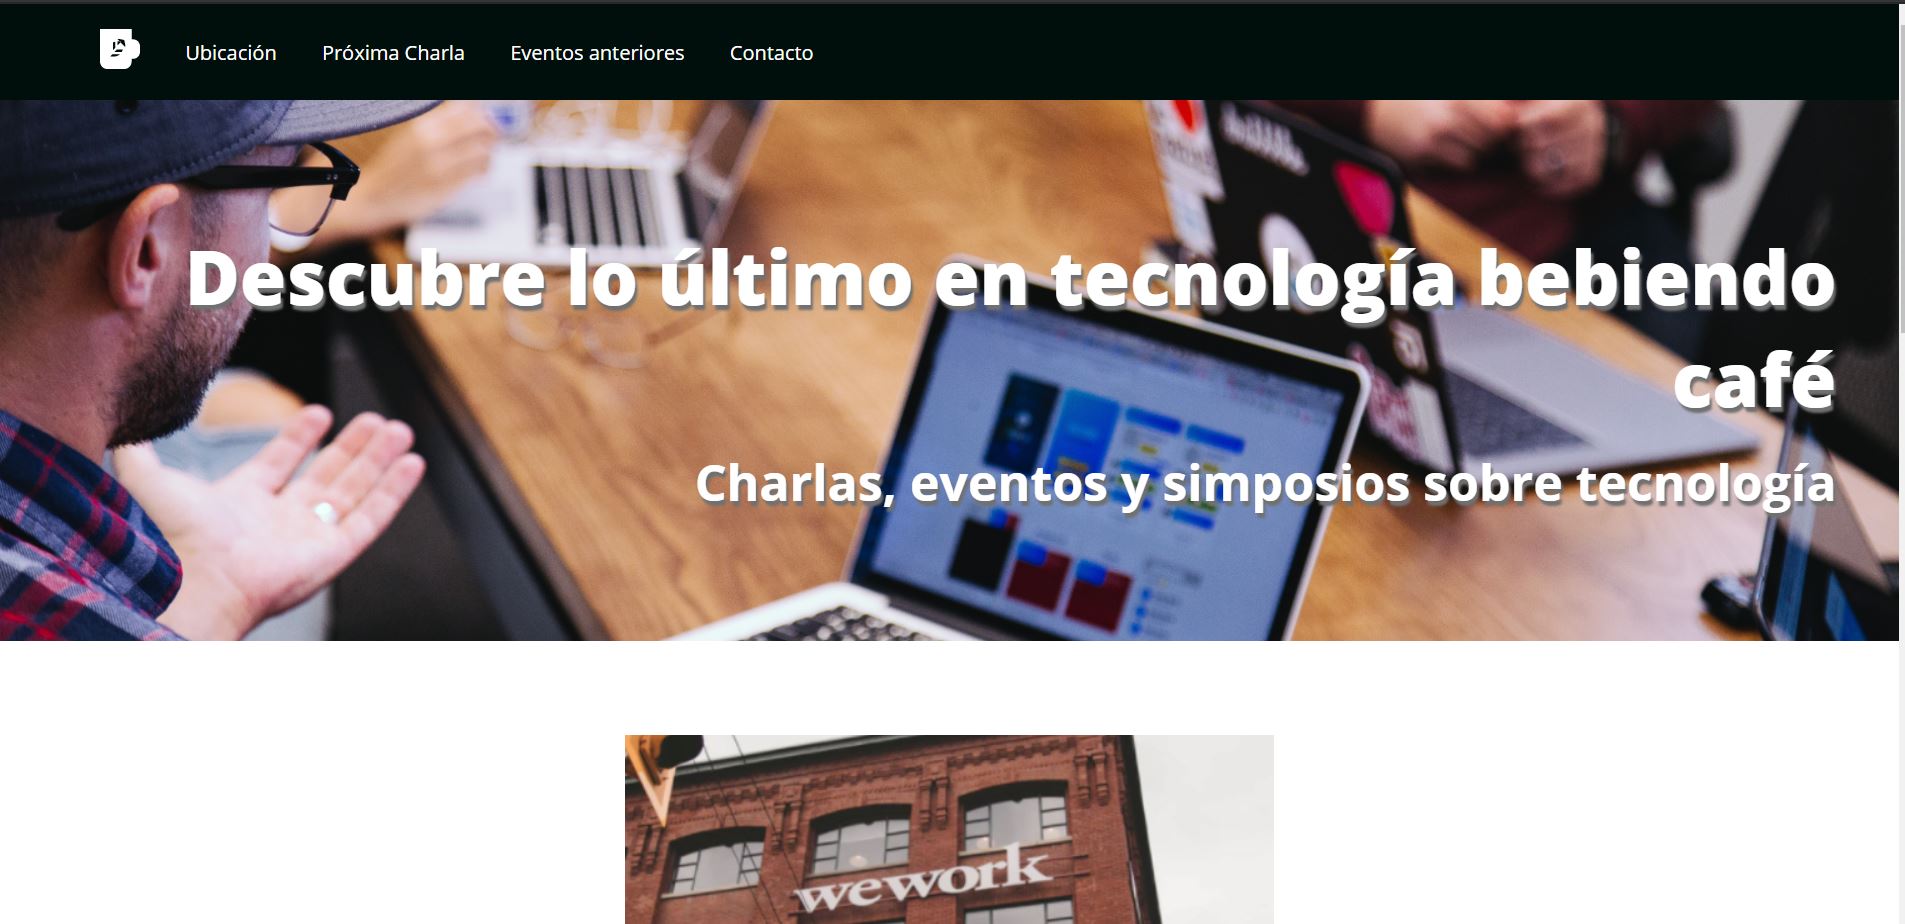 Ubicación Próxima Charla Eventos anteriores Contacto
Descubre lo último en tecnología bebiendo
café
Charlas, eventos y simposios sobre tecnología
wework